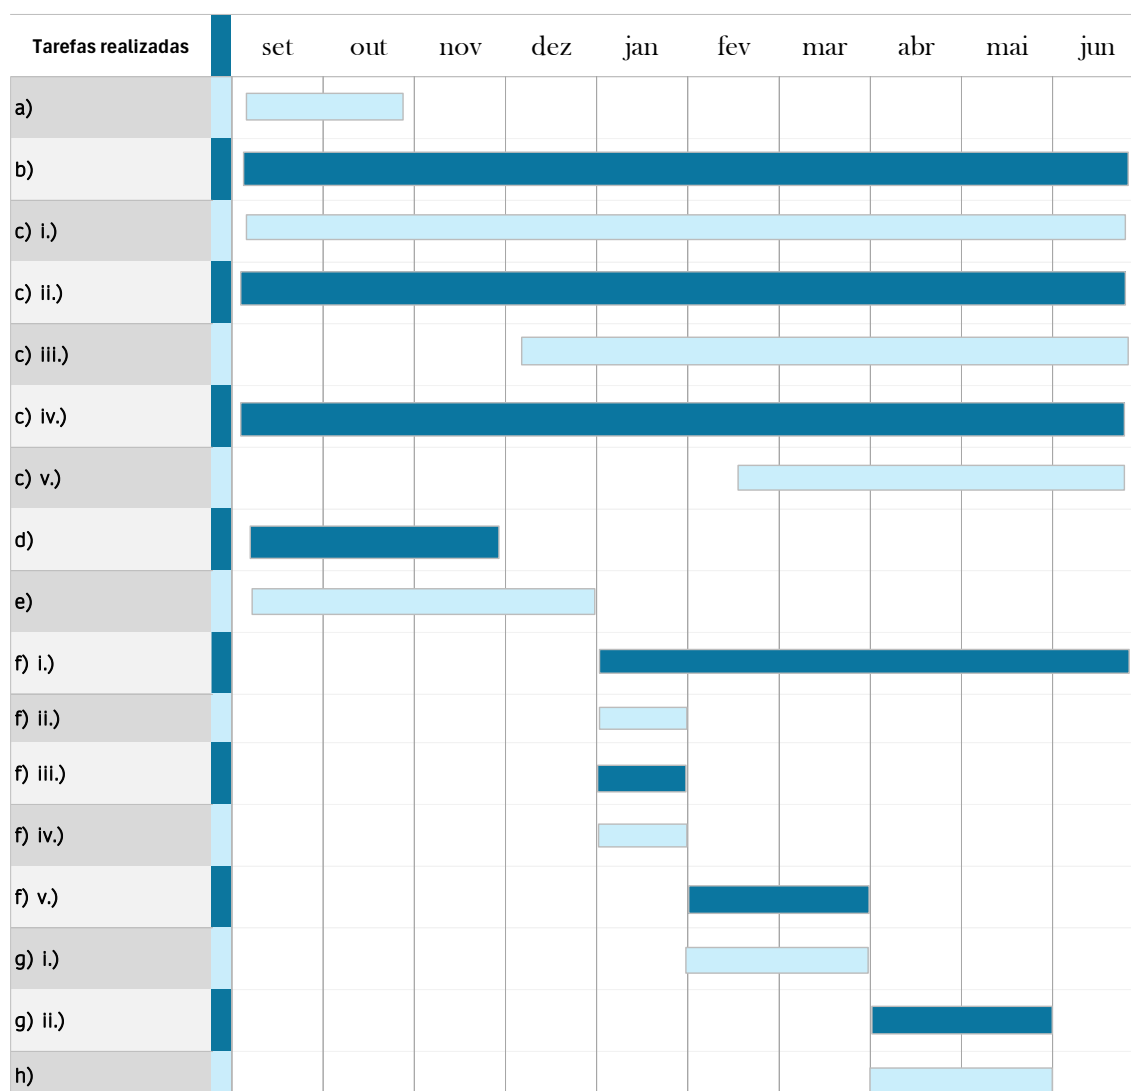 Tarefas realizadas set out nov dez jan fev mar abr mai jun
a)
b)
c) i.)
c) ii.)
c) iii.)
c) iv.)
c) v.)
d)
e)
f) i.)
f) ii.)
f) iii.)
f) iv.)
f) v.)
g) i.)
g) ii.)
h)